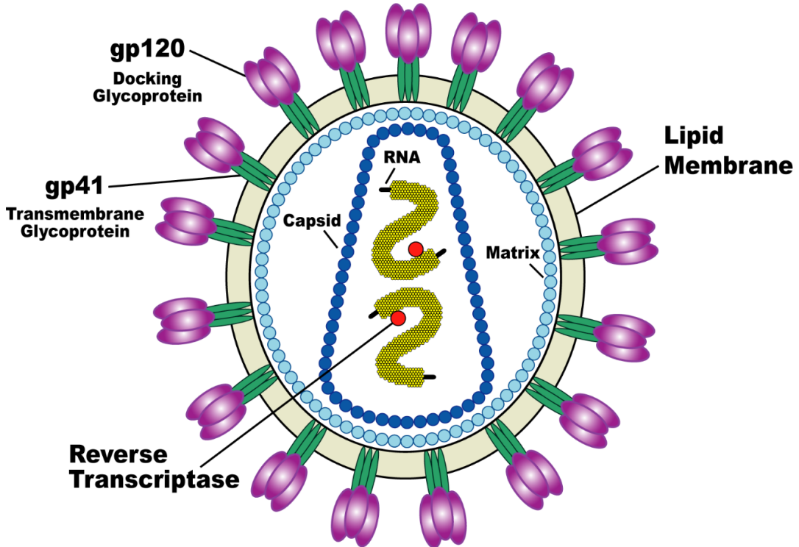 gp120
Docking
Glycoprotein
gp41
Transmembrane
Glycoprotein
RNA
Capsid
Matrix
Lipid
Membrane
Reverse
Transcriptase